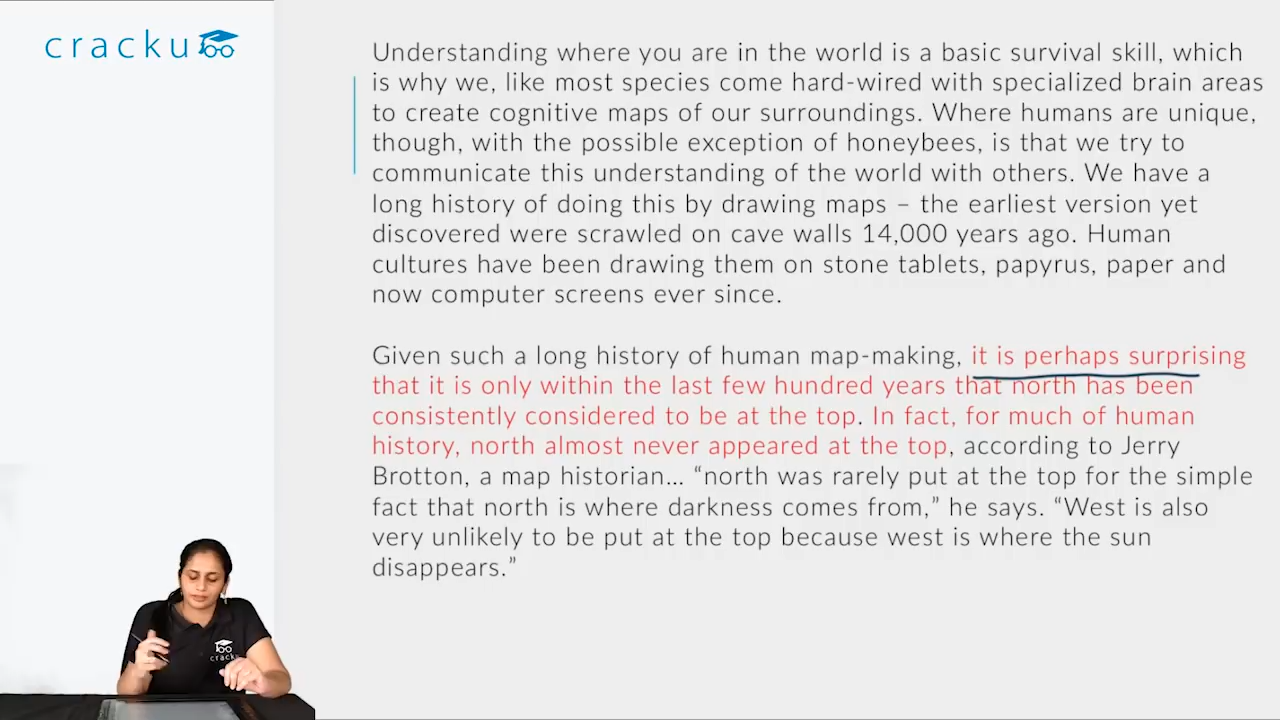 cracku
Understanding where you are in the world is a basic survival skill, which
is why we, like most species come hard-wired with specialized brain areas
to create cognitive maps of our surroundings. Where humans are unique,
though, with the possible exception of honeybees, is that we try to
communicate this understanding of the world with others. We have a
long history of doing this by drawing maps – the earliest version yet
discovered were scrawled on cave walls 14,000 years ago. Human
cultures have been drawing them on stone tablets, papyrus, paper and
now computer screens ever since.
Given such a long history of human map-making, it is perhaps surprising
that it is only within the last few hundred years that north has been
consistently considered to be at the top. In fact, for much of human
history, north almost never appeared at the top, according to Jerry
Brotton, a map historian... “north was rarely put at the top for the simple
fact that north is where darkness comes from,” he says. “West is also
very unlikely to be put at the top because west is where the sun
disappears.”
cracku